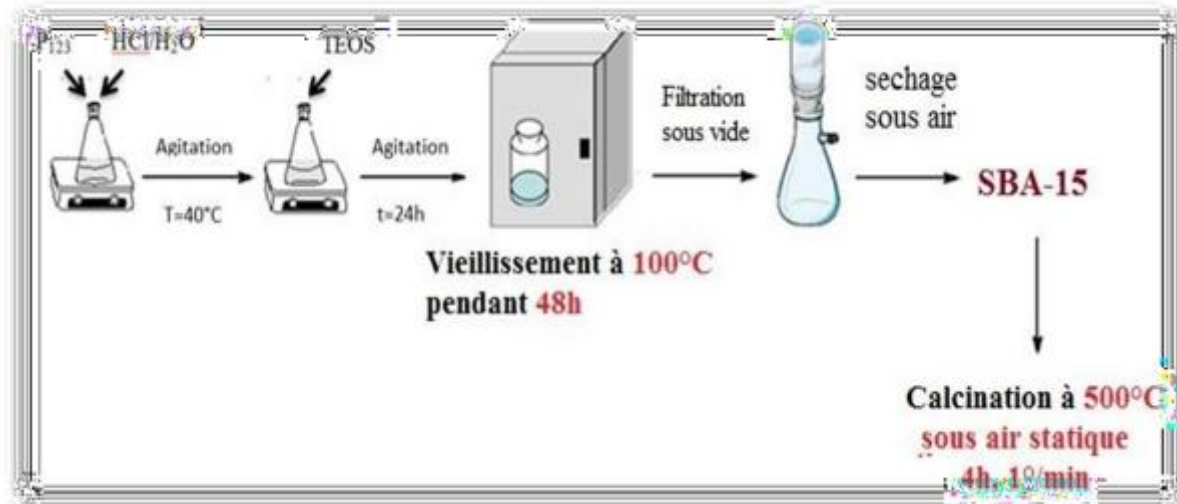 P₁₂₃
HCl/H₂O
TEOS
Agitation
T=40°C
Agitation
t=24h
Vieillissement à 100°C
pendant 48h
Filtration
sous vide
sechage
sous air
SBA-15
Calcination à 500°C
sous air statique
4h, 1°/min